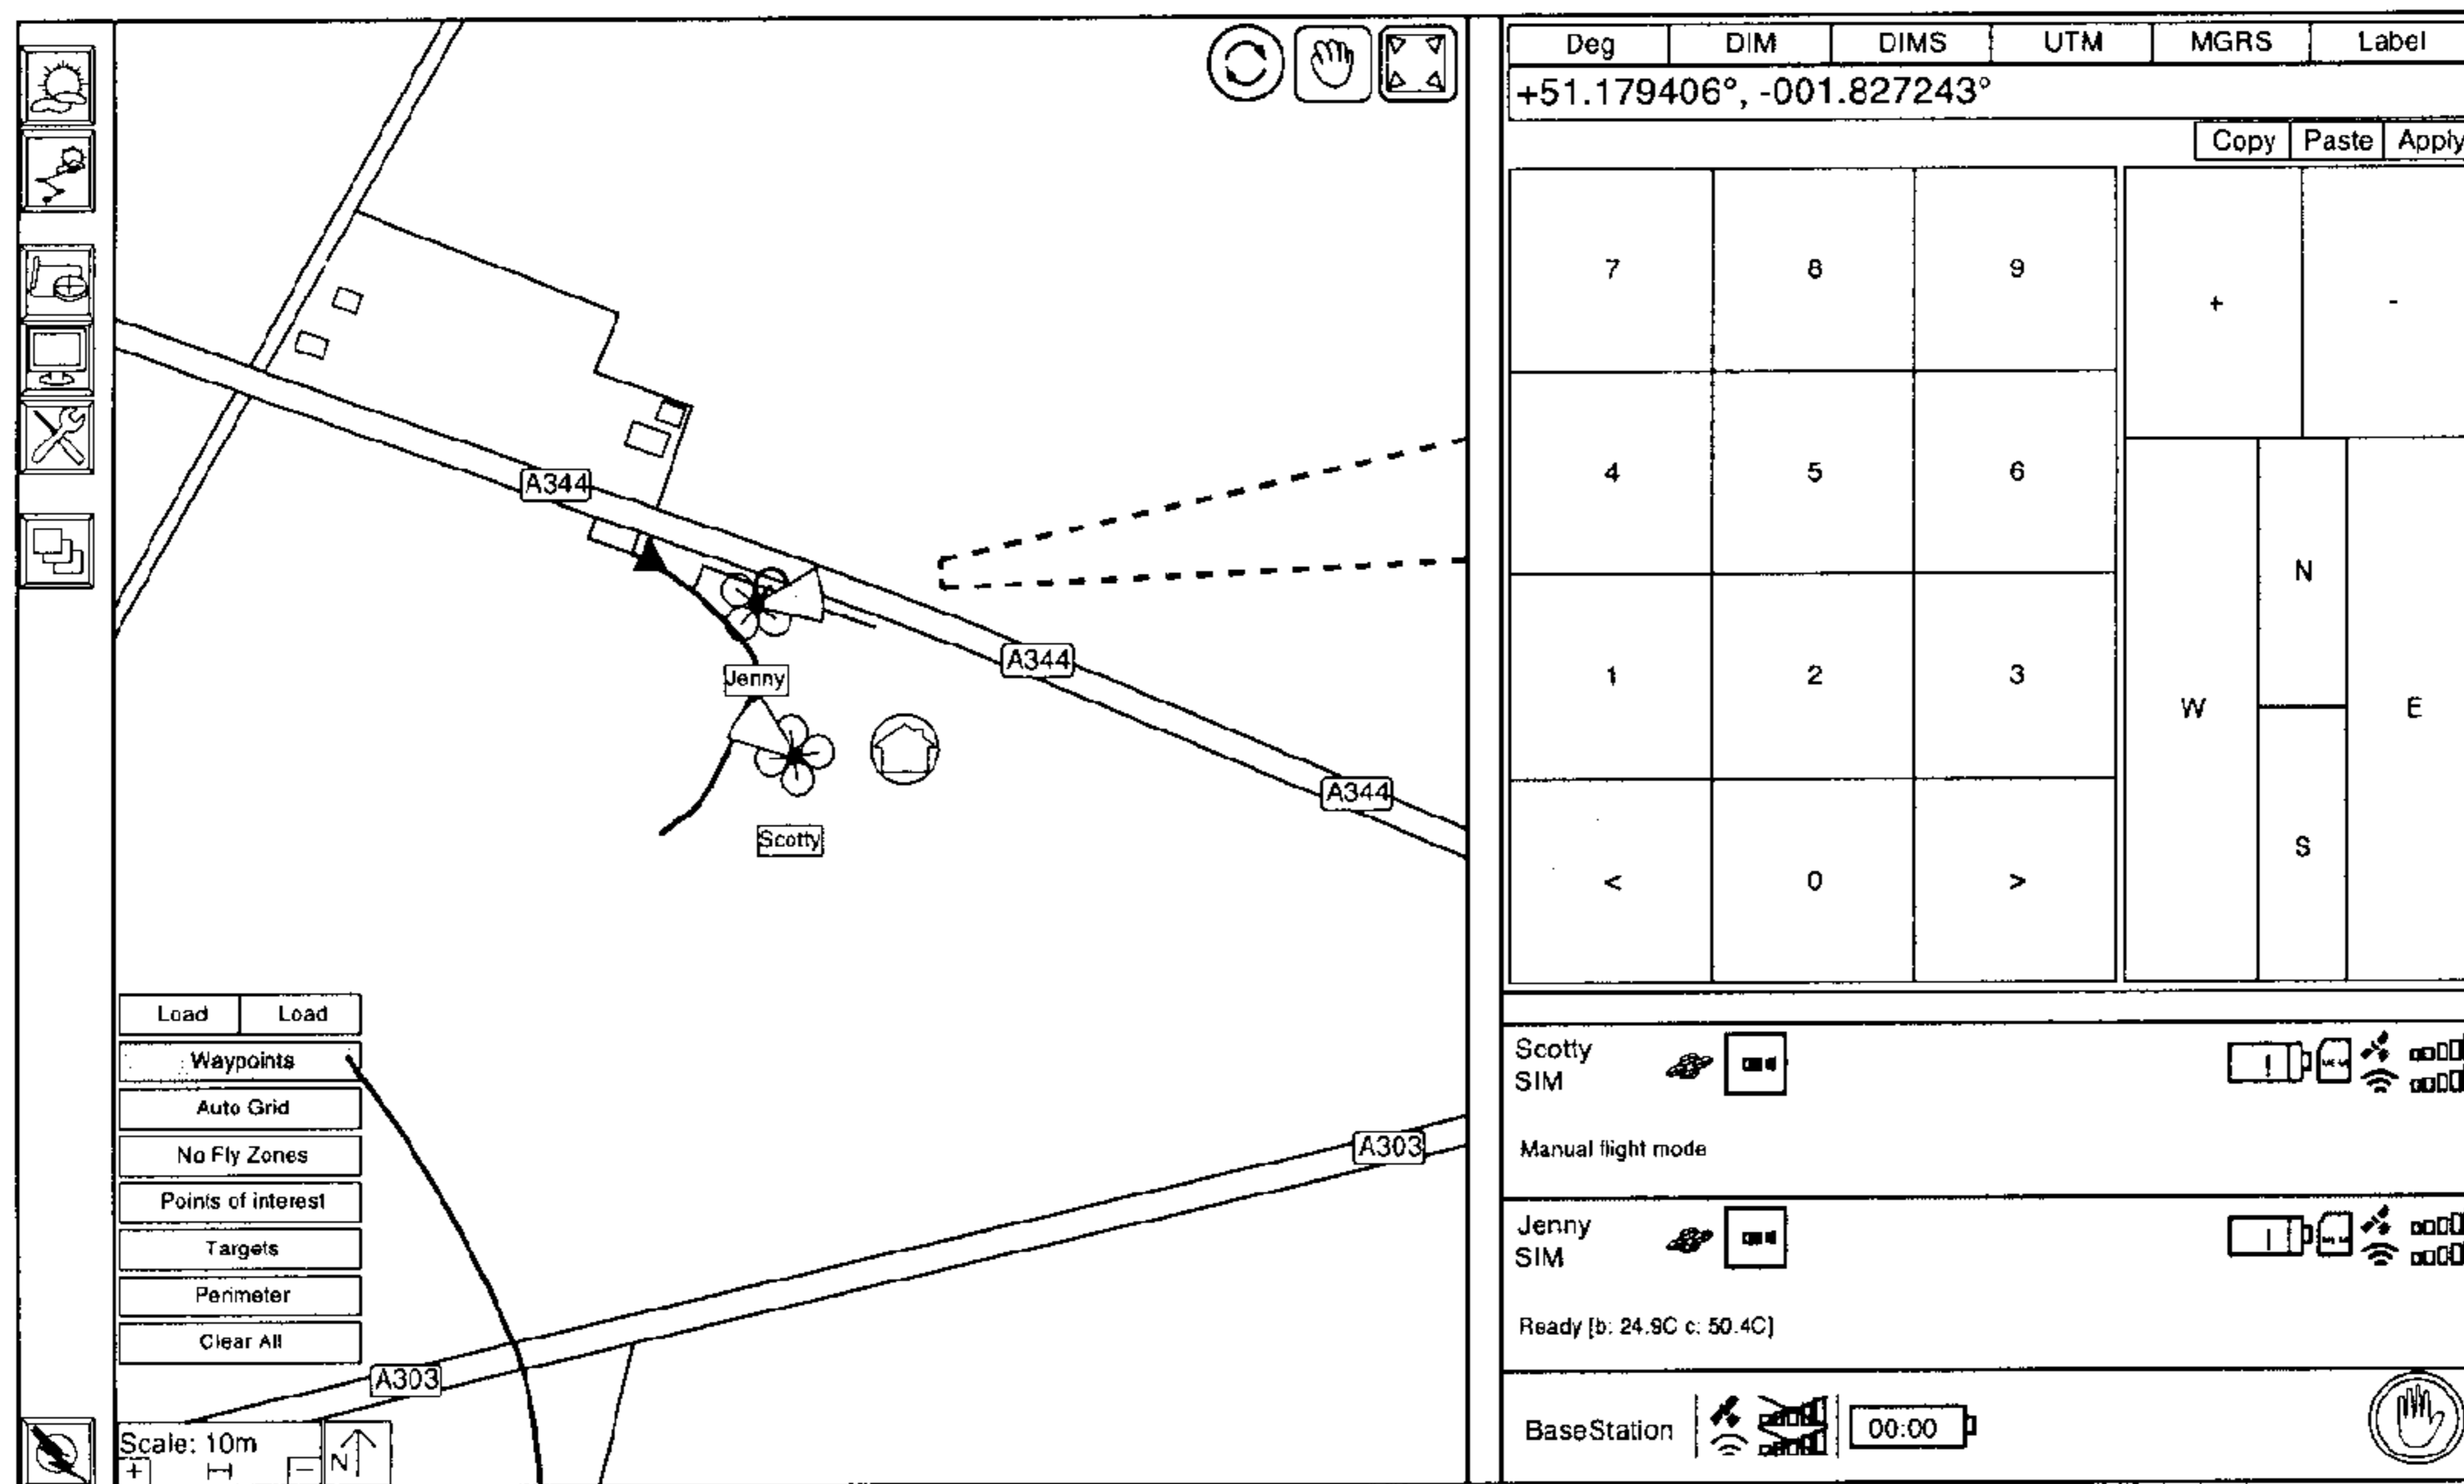 Deg DIM DIMS UTM MGRS Label
+51.179406°, -001.827243°
Copy Paste Apply
7 8 9 + -
4 5 6
N
1 2 3
W E
S
< 0 >
A344
A344
A344
Jenny
Scotty
Load Load
Waypoints
Auto Grid
No Fly Zones
Points of interest
Targets
Perimeter
Clear All
A303
A303
Scale: 10m
+ − N
Scotty
SIM
Manual flight mode
Jenny
SIM
Ready [b: 24.9C c: 50.4C]
BaseStation 00:00